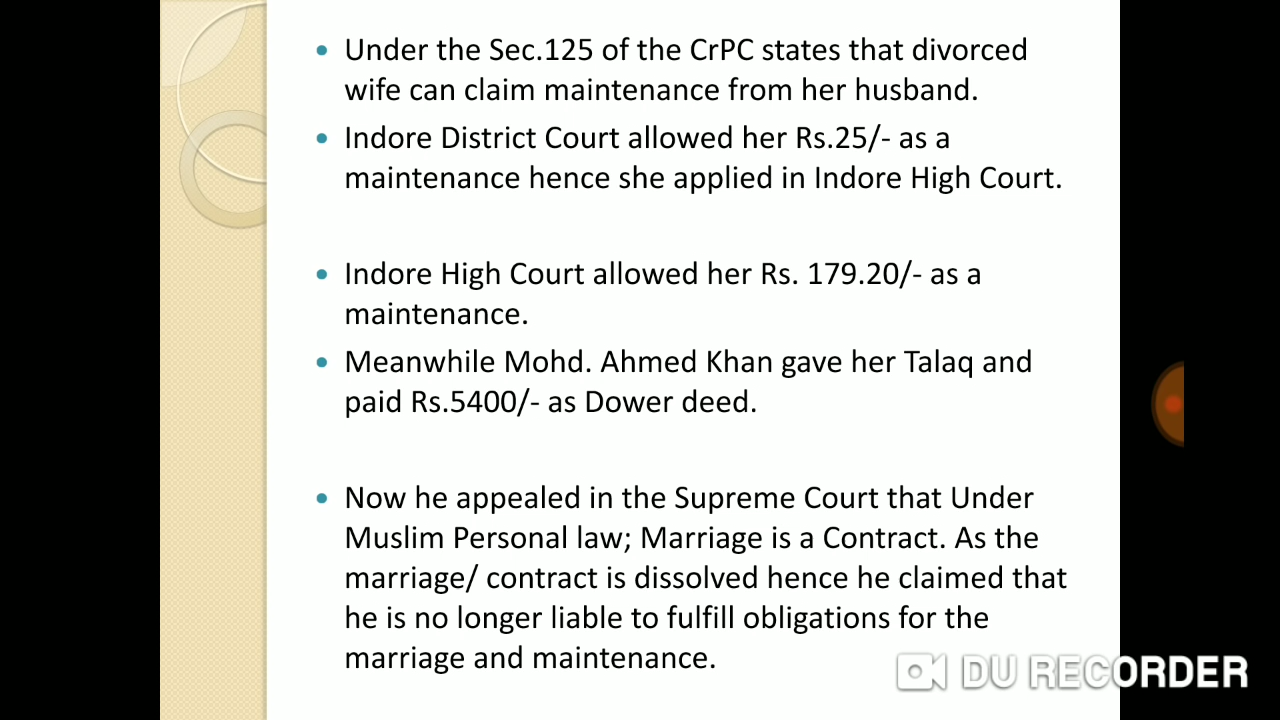 Under the Sec.125 of the CrPC states that divorced
wife can claim maintenance from her husband.
Indore District Court allowed her Rs.25/- as a
maintenance hence she applied in Indore High Court.
Indore High Court allowed her Rs. 179.20/- as a
maintenance.
Meanwhile Mohd. Ahmed Khan gave her Talaq and
paid Rs.5400/- as Dower deed.
Now he appealed in the Supreme Court that Under
Muslim Personal law; Marriage is a Contract. As the
marriage/ contract is dissolved hence he claimed that
he is no longer liable to fulfill obligations for the
marriage and maintenance.
DU RECORDER